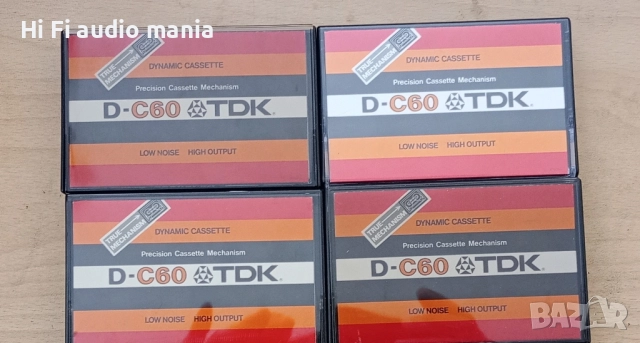 Hi Fi audio mania
TRUE MECHANISM
DYNAMIC CASSETTE
Precision Cassette Mechanism
D-C60 TDK
LOW NOISE HIGH OUTPUT
TRUE MECHANISM
DYNAMIC CASSETTE
Precision Cassette Mechanism
D-C60 TDK
LOW NOISE HIGH OUTPUT
TRUE MECHANISM
DYNAMIC CASSETTE
Precision Cassette Mechanism
D-C60 TDK
LOW NOISE HIGH OUTPUT
TRUE MECHANISM
DYNAMIC CASSETTE
Precision Cassette Mechanism
D-C60 TDK
LOW NOISE HIGH OUTPUT
BAZAR